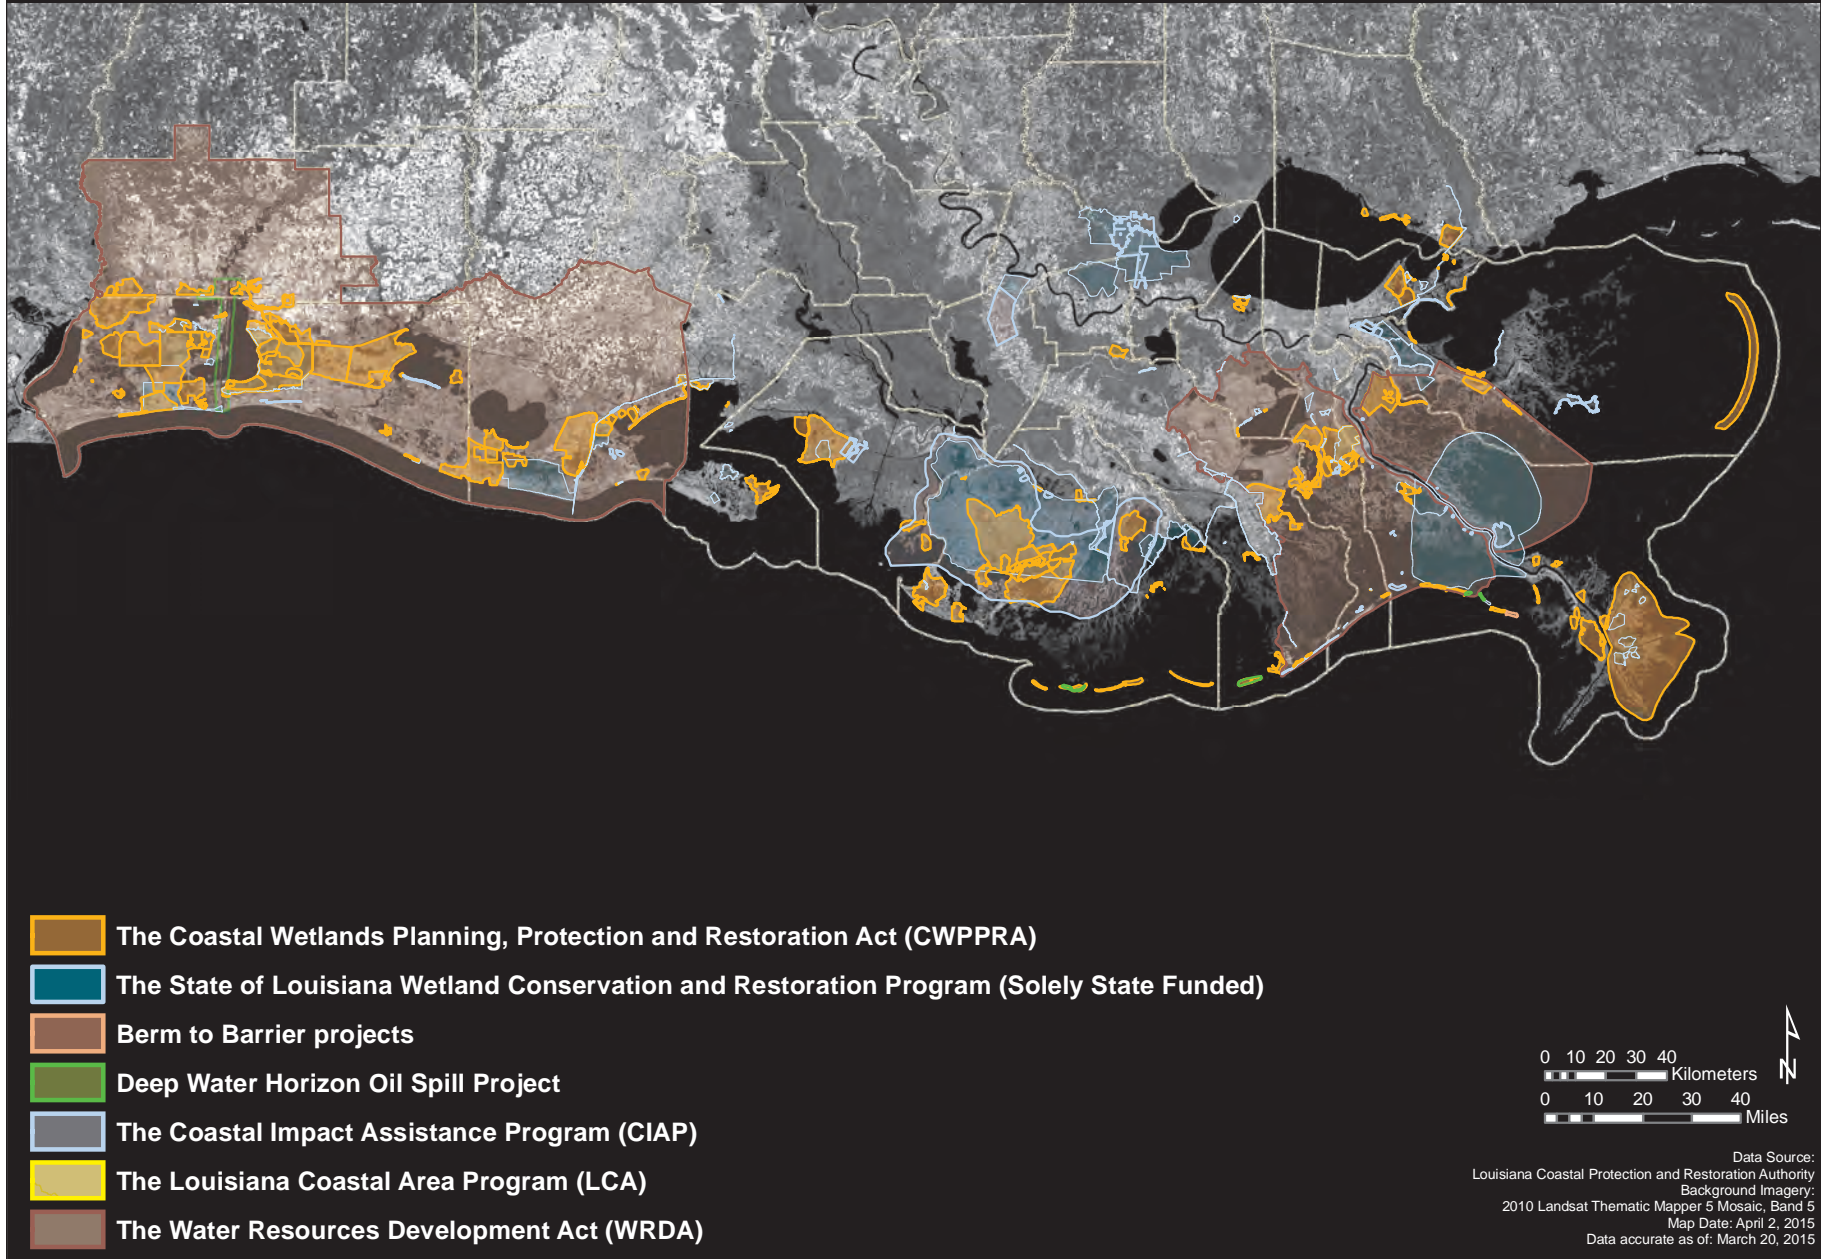 The Coastal Wetlands Planning, Protection and Restoration Act (CWPPRA)
The State of Louisiana Wetland Conservation and Restoration Program (Solely State Funded)
Berm to Barrier projects
Deep Water Horizon Oil Spill Project
The Coastal Impact Assistance Program (CIAP)
The Louisiana Coastal Area Program (LCA)
The Water Resources Development Act (WRDA)
0 10 20 30 40
Kilometers
0 10 20 30 40
Miles
N
Data Source:
Louisiana Coastal Protection and Restoration Authority
Background Imagery:
2010 Landsat Thematic Mapper 5 Mosaic, Band 5
Map Date: April 2, 2015
Data accurate as of: March 20, 2015